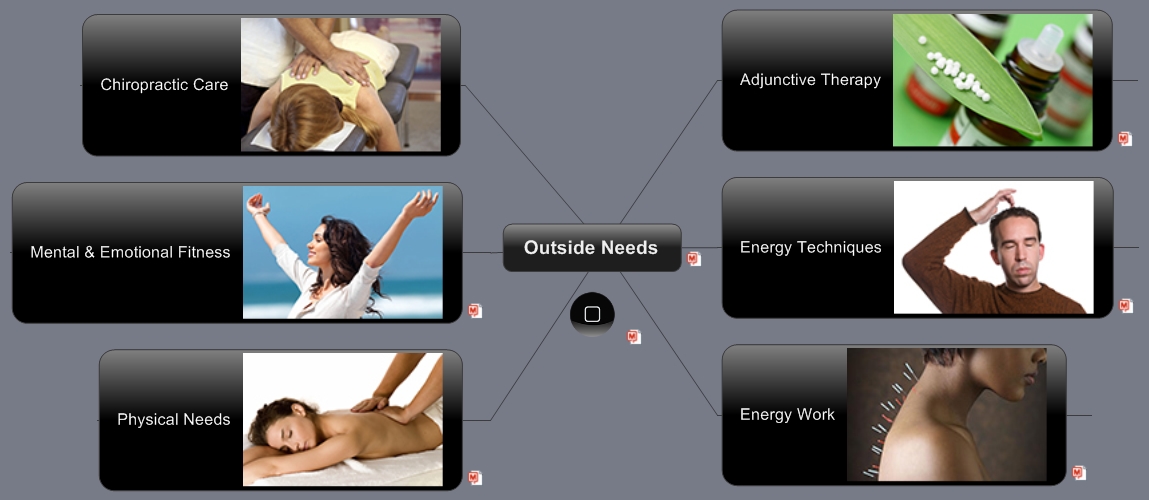 Chiropractic Care
Adjunctive Therapy
Mental & Emotional Fitness
Outside Needs
Energy Techniques
Physical Needs
Energy Work